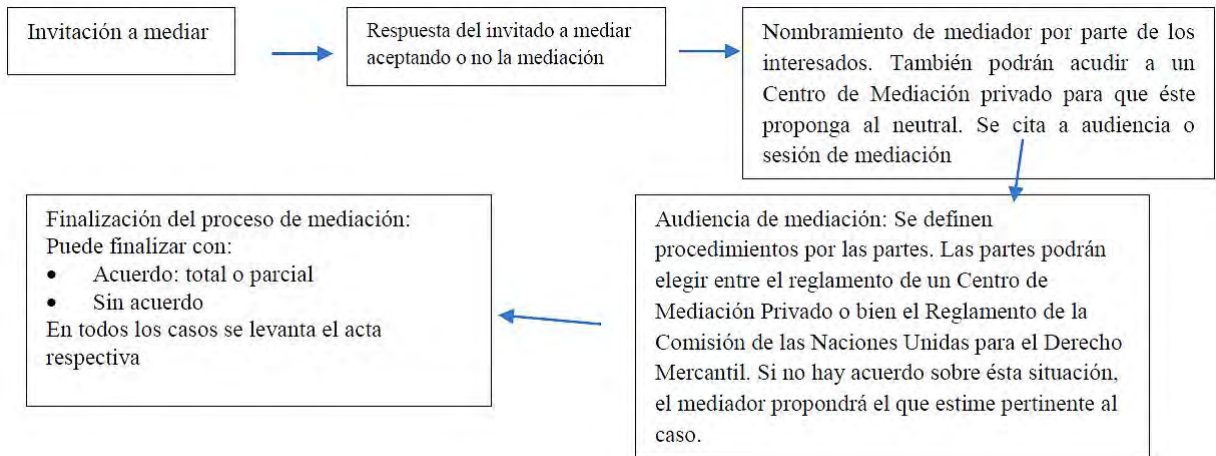 Invitación a mediar
Respuesta del invitado a mediar
aceptando o no la mediación
Nombramiento de mediador por parte de los
interesados. También podrán acudir a un
Centro de Mediación privado para que éste
proponga al neutral. Se cita a audiencia o
sesión de mediación
Audiencia de mediación: Se definen
procedimientos por las partes. Las partes podrán
elegir entre el reglamento de un Centro de
Mediación Privado o bien el Reglamento de la
Comisión de las Naciones Unidas para el Derecho
Mercantil. Si no hay acuerdo sobre ésta situación,
el mediador propondrá el que estime pertinente al
caso.
Finalización del proceso de mediación:
Puede finalizar con:
• Acuerdo: total o parcial
• Sin acuerdo
En todos los casos se levanta el acta
respectiva